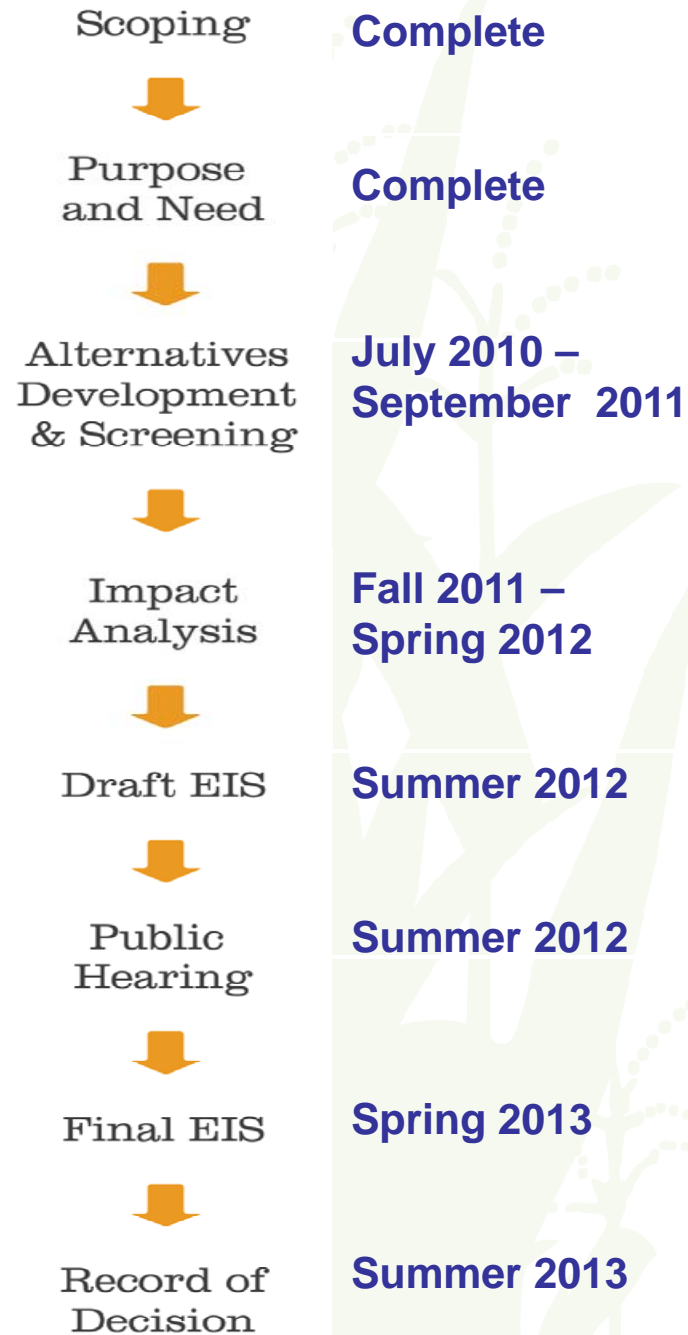 Scoping Complete
Purpose
and Need
Complete
Alternatives
Development
& Screening
July 2010 –
September 2011
Impact
Analysis
Fall 2011 –
Spring 2012
Draft EIS Summer 2012
Public
Hearing
Summer 2012
Final EIS Spring 2013
Record of
Decision
Summer 2013